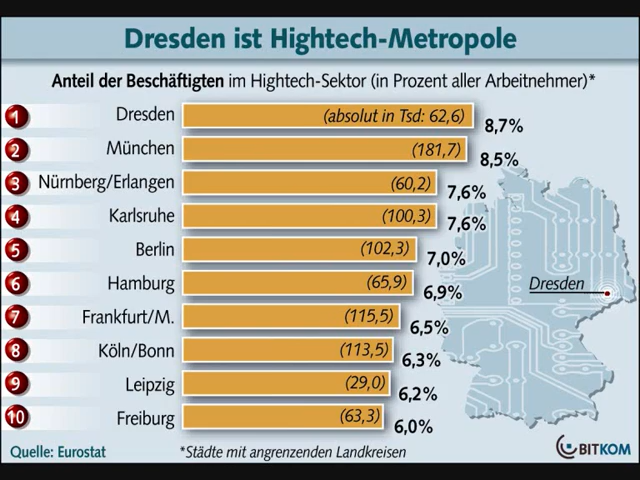 Dresden ist Hightech-Metropole
Anteil der Beschäftigten im Hightech-Sektor (in Prozent aller Arbeitnehmer)*
1 Dresden (absolut in Tsd: 62,6) 8,7%
2 München (181,7) 8,5%
3 Nürnberg/Erlangen (60,2) 7,6%
4 Karlsruhe (100,3) 7,6%
5 Berlin (102,3) 7,0%
6 Hamburg (65,9) 6,9%
Dresden
7 Frankfurt/M. (115,5) 6,5%
8 Köln/Bonn (113,5) 6,3%
9 Leipzig (29,0) 6,2%
10 Freiburg (63,3) 6,0%
Quelle: Eurostat *Städte mit angrenzenden Landkreisen BITKOM